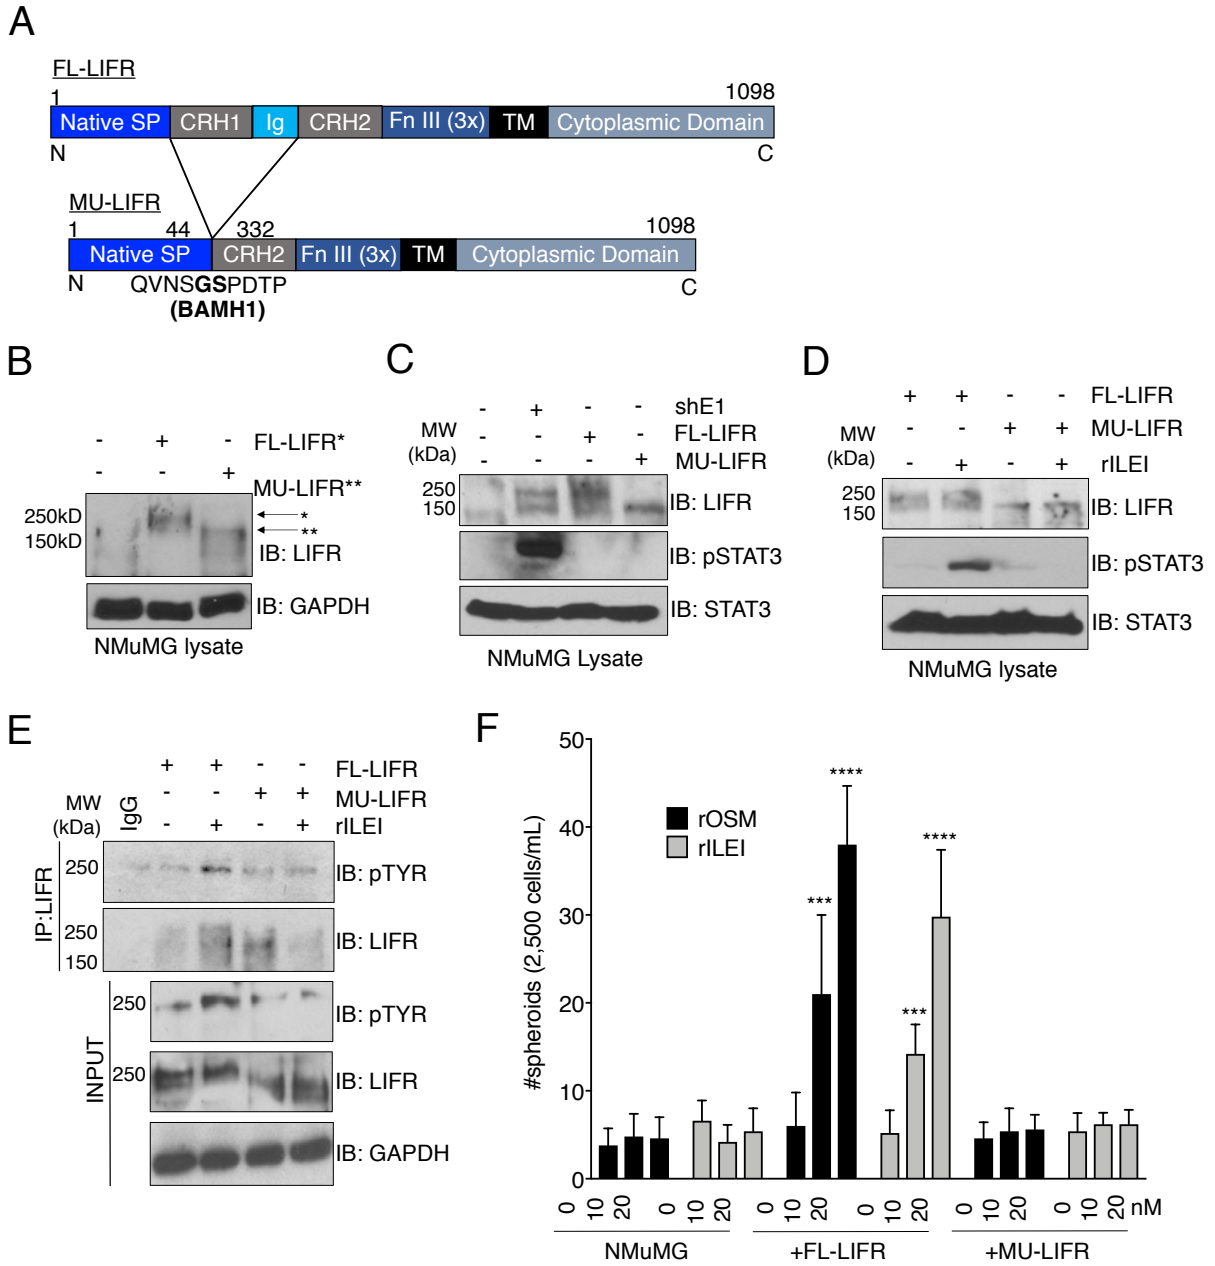 A
FL-LIFR
1 1098
Native SP CRH1 Ig CRH2 Fn III (3x) TM Cytoplasmic Domain
N C
MU-LIFR
1 44 332 1098
Native SP CRH2 Fn III (3x) TM Cytoplasmic Domain
N QVNSGSPDTP C
(BAMH1)
B
- + - FL-LIFR*
- - + MU-LIFR**
250kD *
150kD **
IB: LIFR
IB: GAPDH
NMuMG lysate
C
- + - - shE1
MW - - + - FL-LIFR
(kDa) - - - + MU-LIFR
250
150
IB: LIFR
IB: pSTAT3
IB: STAT3
NMuMG Lysate
D
+ + - - FL-LIFR
MW - - + + MU-LIFR
(kDa) - + - + rILEI
250
150
IB: LIFR
IB: pSTAT3
IB: STAT3
NMuMG lysate
E
+ + - - FL-LIFR
MW IgG - - + + MU-LIFR
(kDa) - + - + rILEI
IP:LIFR
250 IB: pTYR
250
150
IB: LIFR
INPUT
250 IB: pTYR
250 IB: LIFR
IB: GAPDH
F
#spheroids (2,500 cells/mL)
50
40
30
20
10
0
rOSM
rILEI
*** **** *** ****
0 10 20 0 10 20 0 10 20 0 10 20 0 10 20 0 10 20 nM
NMuMG +FL-LIFR +MU-LIFR